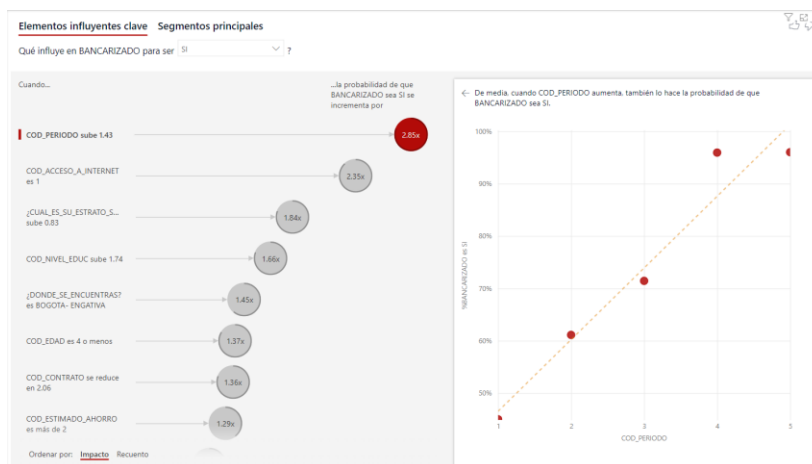 Elementos influyentes clave Segmentos principales
Qué influye en BANCARIZADO para ser SI ?
Cuando...
...la probabilidad de que
BANCARIZADO sea SI se
incrementa por
COD_PERIODO sube 1.43
2.85x
COD_ACCESO_A_INTERNET
es 1
2.35x
¿CUAL_ES_SU_ESTRATO_S...
sube 0.83
1.84x
COD_NIVEL_EDUC sube 1.74
1.66x
¿DONDE_SE_ENCUENTRAS?
es BOGOTA- ENGATIVA
1.45x
COD_EDAD es 4 o menos
1.37x
COD_CONTRATO se reduce
en 2.06
1.36x
COD_ESTIMADO_AHORRO
es más de 2
1.29x
Ordenar por: Impacto Recuento
← De media, cuando COD_PERIODO aumenta, también lo hace la probabilidad de que
BANCARIZADO sea SI.
100%
90%
80%
70%
60%
50%
%BANCARIZADO es SI
1 2 3 4 5
COD_PERIODO